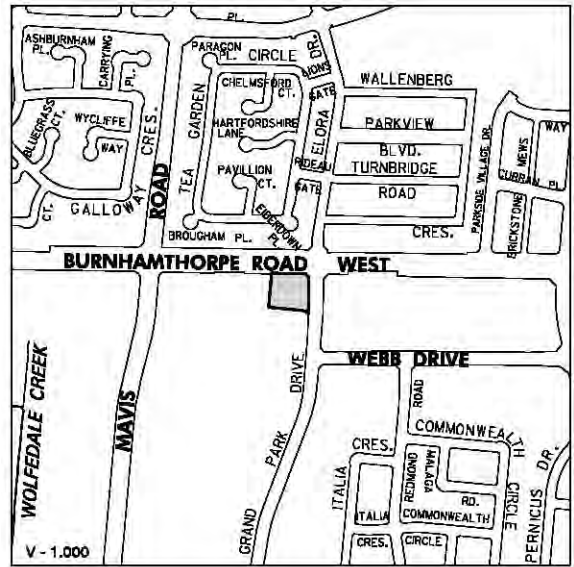 PL.
ASHBURNHAM
PL.
CARRYING
PL.
PARAGON
PL.
CIRCLE
DR.
LIONS
GATE
CHELMSFORD
CT.
WALLENBERG
BLUEGRASS
CT.
WYCLIFFE
WAY
CRES.
GARDEN
TEA
HARTFORDSHIRE
LANE
ELORA
PARKVIEW
BLVD.
TURNBRIDGE
RIDEAU
GATE
ROAD
PARKSIDE VILLAGE DR.
MEWS
WAY
CURRAN PL.
BRICKSTONE
PAVILLION
CT.
EIDERDOWN
PL.
CT.
GALLOWAY
ROAD
BROUGHAM PL.
CRES.
BURNHAMTHORPE ROAD WEST
WOLFEDALE CREEK
MAVIS
GRAND PARK DRIVE
WEBB DRIVE
ROAD
COMMONWEALTH
CIRCLE
CRES.
ITALIA
REDMOND
MALAGA
RD.
COMMONWEALTH
ITALIA
CRES.
CIRCLE
PERNICUS
DR.
V - 1.000